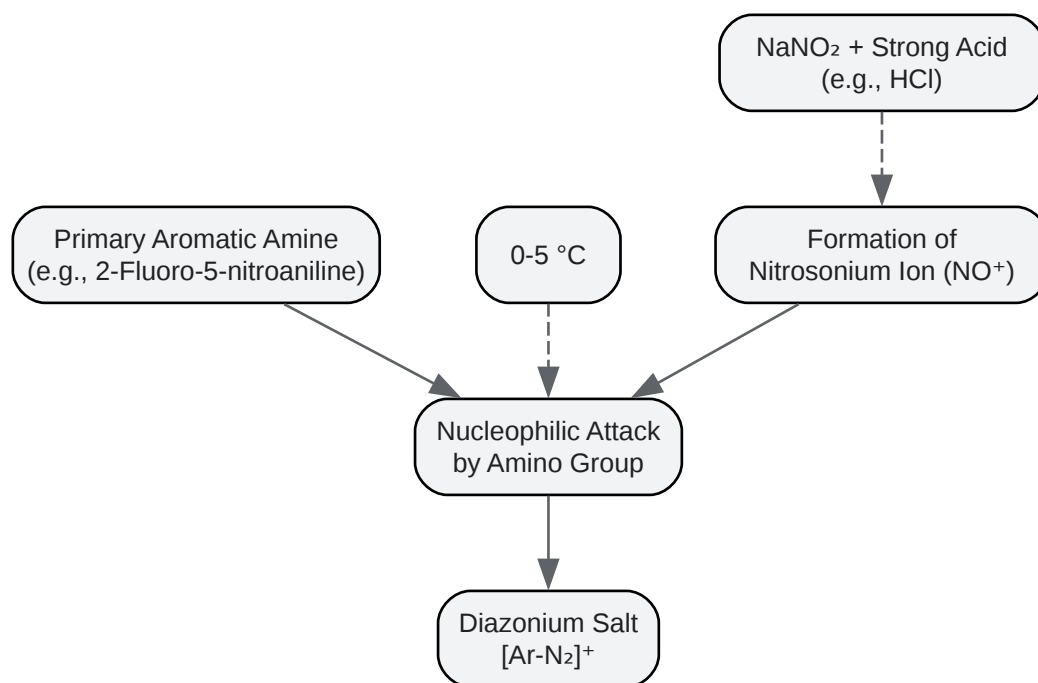 NaNO₂ + Strong Acid
(e.g., HCl)
Primary Aromatic Amine
(e.g., 2-Fluoro-5-nitroaniline)
0-5 °C
Formation of
Nitrosonium Ion (NO⁺)
Nucleophilic Attack
by Amino Group
Diazonium Salt
[Ar-N₂]⁺